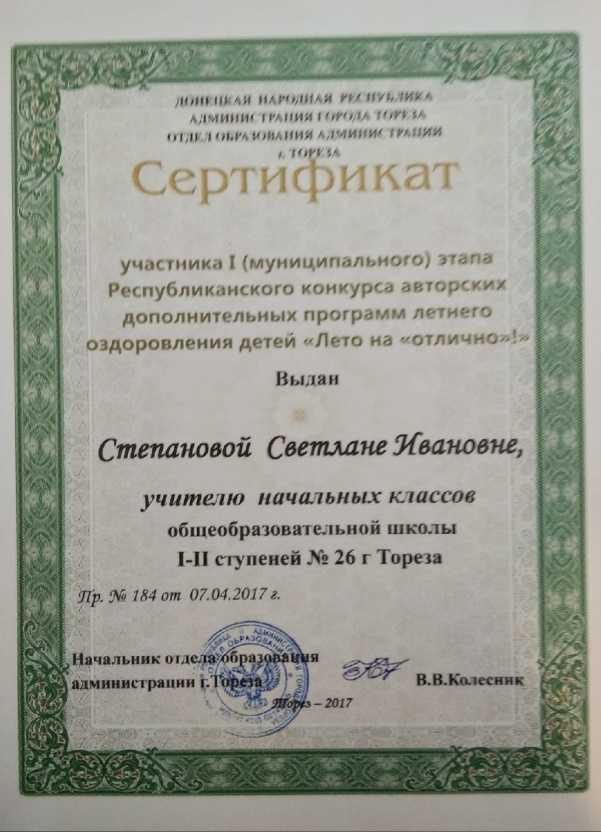 ДОНЕЦКАЯ НАРОДНАЯ РЕСПУБЛИКА
АДМИНИСТРАЦИЯ ГОРОДА ТОРЕЗА
ОТДЕЛ ОБРАЗОВАНИЯ АДМИНИСТРАЦИИ
г. ТОРЕЗА
Сертификат
участника I (муниципального) этапа
Республиканского конкурса авторских
дополнительных программ летнего
оздоровления детей «Лето на «отлично»!»
Выдан
Степановой Светлане Ивановне,
учителю начальных классов
общеобразовательной школы
I-II ступеней № 26 г Тореза
Пр. № 184 от 07.04.2017 г.
Начальник отдела образования
администрации г.Тореза
В.В.Колесник
Торез – 2017